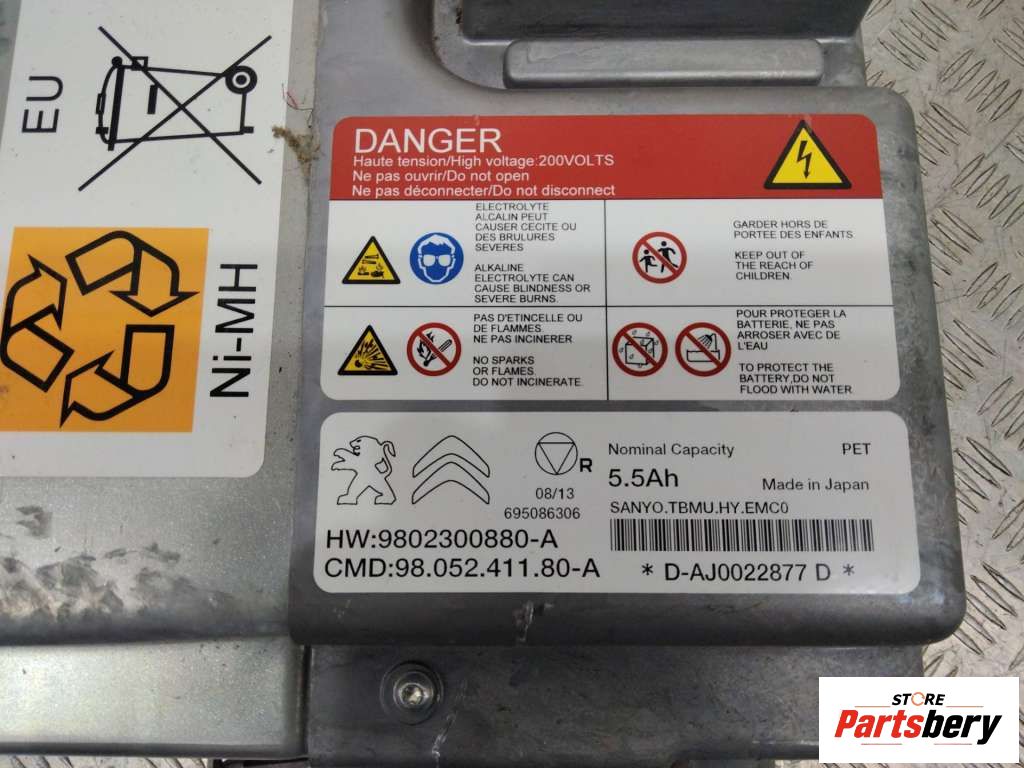 EU
Ni-MH
DANGER
Haute tension/High voltage:200VOLTS
Ne pas ouvrir/Do not open
Ne pas déconnecter/Do not disconnect
ELECTROLYTE
ALCALIN PEUT
CAUSER CECITE OU
DES BRULURES
SEVERES
ALKALINE
ELECTROLYTE CAN
CAUSE BLINDNESS OR
SEVERE BURNS.
GARDER HORS DE
PORTEE DES ENFANTS
KEEP OUT OF
THE REACH OF
CHILDREN.
PAS D'ETINCELLE OU
DE FLAMMES.
NE PAS INCINERER
NO SPARKS
OR FLAMES.
DO NOT INCINERATE.
POUR PROTEGER LA
BATTERIE, NE PAS
ARROSER AVEC DE
L'EAU
TO PROTECT THE
BATTERY,DO NOT
FLOOD WITH WATER
R
08/13
695086306
Nominal Capacity
PET
5.5Ah
Made in Japan
SANYO.TBMU.HY.EMC0
HW:9802300880-A
CMD:98.052.411.80-A
* D-AJ0022877 D *
STORE
Partsbery